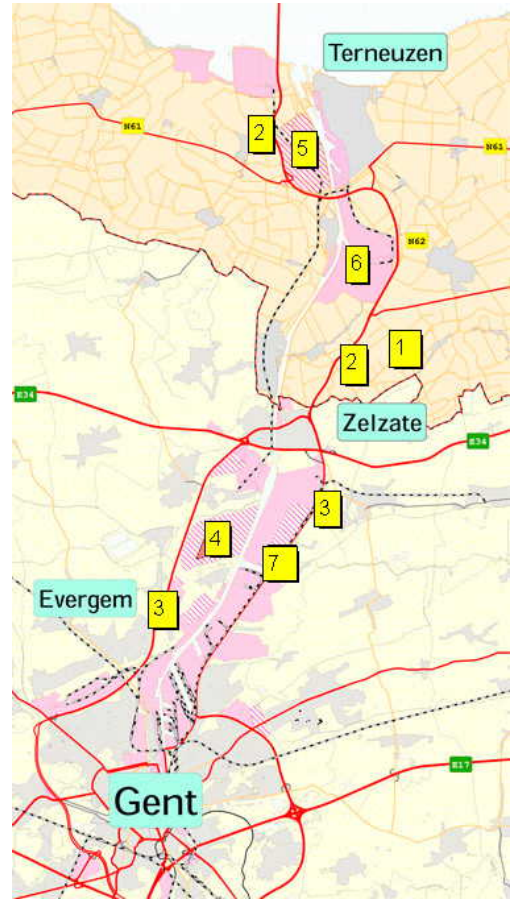 Terneuzen
N61
2
5
N61
N62
6
1
2
E34
Zelzate
E34
3
4
7
Evergem
3
E17
Gent